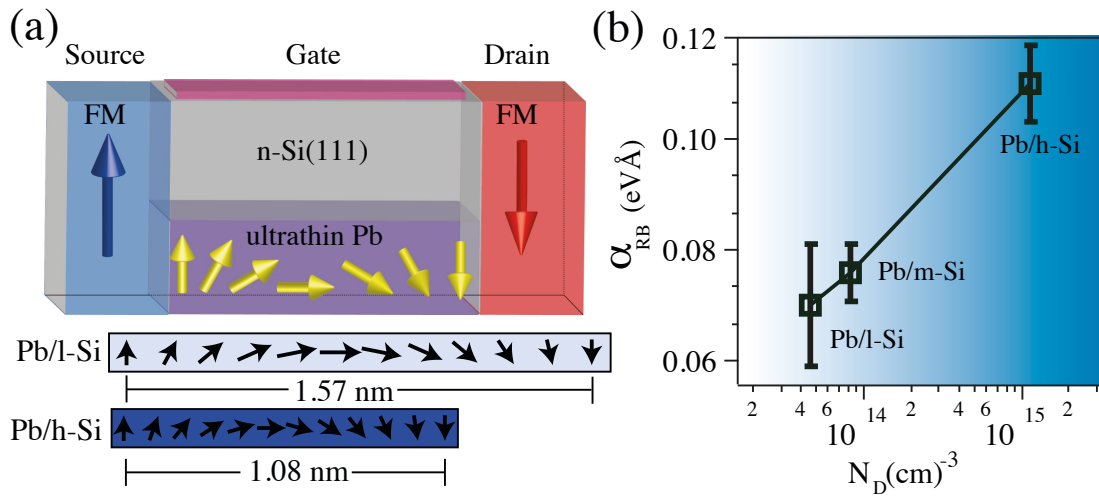 (a)
Source Gate Drain
FM FM
n-Si(111)
ultrathin Pb
Pb/l-Si
1.57 nm
Pb/h-Si
1.08 nm
(b)
0.12
0.10
0.08
0.06
α_RB (eVÅ)
Pb/h-Si
Pb/m-Si
Pb/l-Si
2 4 6 8 2 4 6 8 2
10^14 10^15
N_D(cm)^-3